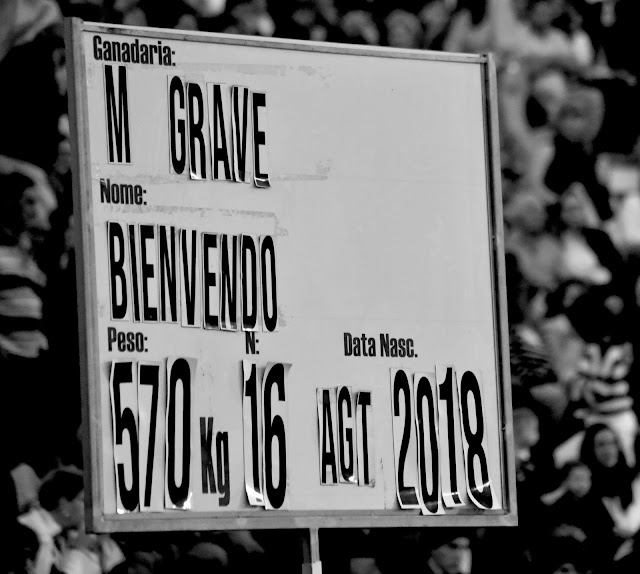 Ganadaria:
M GRAVE
Nome:
BIENVENDO
Peso: N: Data Nasc.
570 Kg 16 AGT 2018